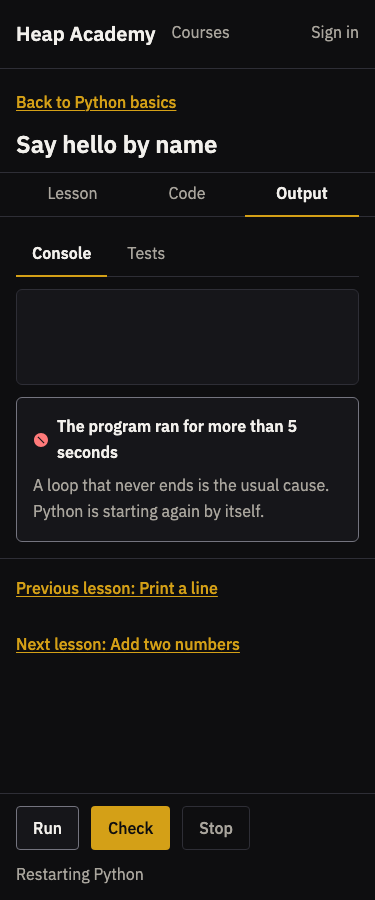 Heap Academy
Courses
Sign in
Back to Python basics
Say hello by name
Lesson
Code
Output
Console
Tests
The program ran for more than 5
seconds
A loop that never ends is the usual cause.
Python is starting again by itself.
Previous lesson: Print a line
Next lesson: Add two numbers
Run
Check
Stop
Restarting Python